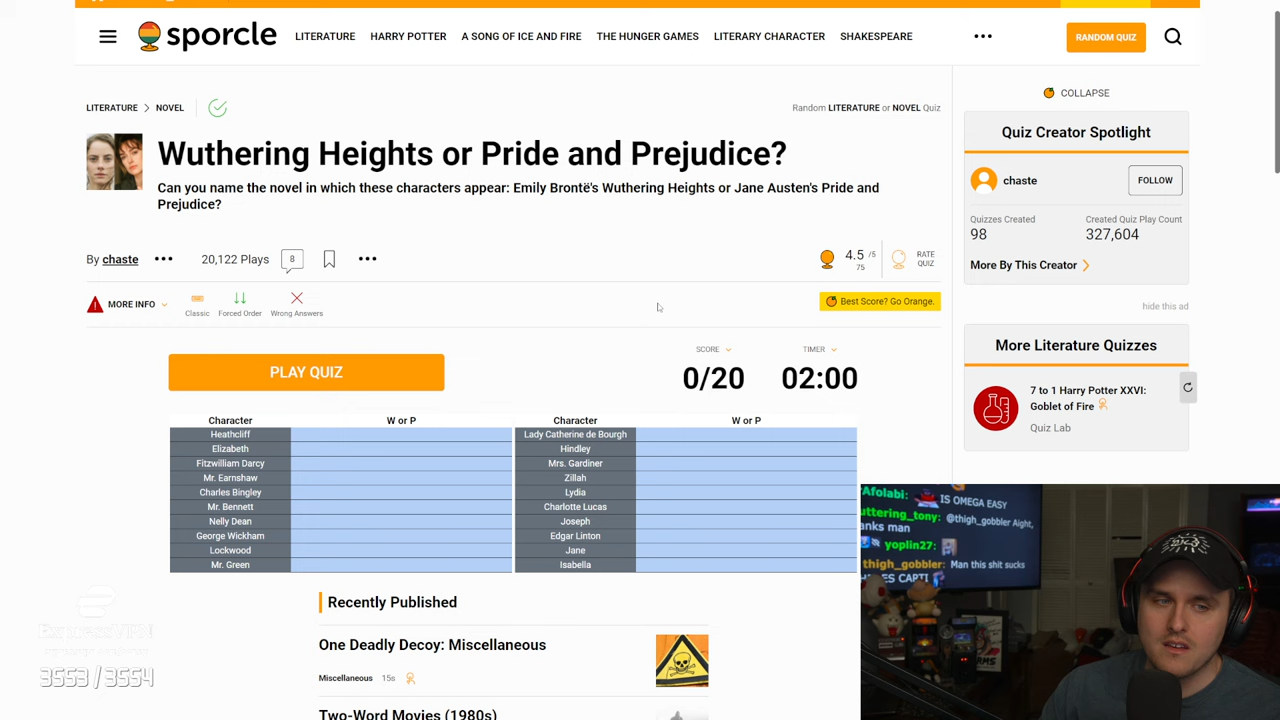 sporcle
LITERATURE
HARRY POTTER
A SONG OF ICE AND FIRE
THE HUNGER GAMES
LITERARY CHARACTER
SHAKESPEARE
RANDOM QUIZ
LITERATURE > NOVEL
Random LITERATURE or NOVEL Quiz
Wuthering Heights or Pride and Prejudice?
Can you name the novel in which these characters appear: Emily Brontë's Wuthering Heights or Jane Austen's Pride and
Prejudice?
By chaste
20,122 Plays
8
4.5 /5
75
RATE
QUIZ
MORE INFO
Classic
Forced Order
Wrong Answers
Best Score? Go Orange.
PLAY QUIZ
SCORE
0/20
TIMER
02:00
Character
W or P
Heathcliff
Elizabeth
Fitzwilliam Darcy
Mr. Earnshaw
Charles Bingley
Mr. Bennett
Nelly Dean
George Wickham
Lockwood
Mr. Green
Character
W or P
Lady Catherine de Bourgh
Hindley
Mrs. Gardiner
Zillah
Lydia
Charlotte Lucas
Joseph
Edgar Linton
Jane
Isabella
Recently Published
One Deadly Decoy: Miscellaneous
Miscellaneous 15s
Two-Word Movies (1980s)
COLLAPSE
Quiz Creator Spotlight
chaste
FOLLOW
Quizzes Created
98
Created Quiz Play Count
327,604
More By This Creator
hide this ad
More Literature Quizzes
7 to 1 Harry Potter XXVI:
Goblet of Fire
Quiz Lab
Afolabi: IS OMEGA EASY
uttering_tony: @thigh_gobbler Aight,
anks man
yoplin27:
thigh_gobbler: Man this shit sucks
CARTI
ExpressVPN
3553 / 3554